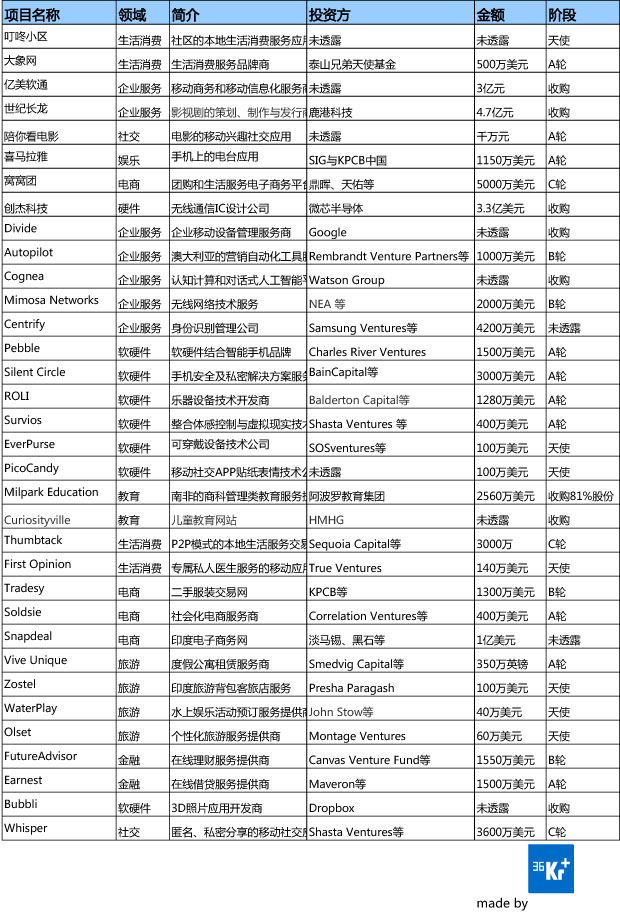 项目名称 领域 简介 投资方 金额 阶段
叮咚小区 生活消费 社区的本地生活消费服务应 未透露 未透露 天使
大象网 生活消费 生活消费服务品牌商 泰山兄弟天使基金 500万美元 A轮
亿美软通 企业服务 移动商务和移动信息化服务商 未透露 3亿元 收购
世纪长龙 企业服务 影视剧的策划、制作与发行商 鹿港科技 4.7亿元 收购
陪你看电影 社交 电影的移动兴趣社交应用 未透露 千万元 A轮
喜马拉雅 娱乐 手机上的电台应用 SIG与KPCB中国 1150万美元 A轮
窝窝团 电商 团购和生活服务电子商务平台 鼎晖、天佑等 5000万美元 C轮
创杰科技 硬件 无线通信IC设计公司 微芯半导体 3.3亿美元 收购
Divide 企业服务 企业移动设备管理服务商 Google 未透露 收购
Autopilot 企业服务 澳大利亚的营销自动化工具 Rembrandt Venture Partners等 1000万美元 B轮
Cognea 企业服务 认知计算和对话式人工智能 Watson Group 未透露 收购
Mimosa Networks 企业服务 无线网络技术服务 NEA 等 2000万美元 B轮
Centrify 企业服务 身份识别管理公司 Samsung Ventures等 4200万美元 未透露
Pebble 软硬件 软硬件结合智能手机品牌 Charles River Ventures 1500万美元 A轮
Silent Circle 软硬件 手机安全及私密解决方案服务 BainCapital等 3000万美元 A轮
ROLI 软硬件 乐器设备技术开发商 Balderton Capital等 1280万美元 A轮
Survios 软硬件 整合体感控制与虚拟现实技术 Shasta Ventures 等 400万美元 A轮
EverPurse 软硬件 可穿戴设备技术公司 SOSventures等 100万美元 天使
PicoCandy 软硬件 移动社交APP贴纸表情技术公 未透露 100万美元 天使
Milpark Education 教育 南非的商科管理类教育服务提 阿波罗教育集团 2560万美元 收购81%股份
Curiosityville 教育 儿童教育网站 HMHG 未透露 收购
Thumbtack 生活消费 P2P模式的本地生活服务交易 Sequoia Capital等 3000万 C轮
First Opinion 生活消费 专属私人医生服务的移动应 True Ventures 140万美元 天使
Tradesy 电商 二手服装交易网 KPCB等 1300万美元 B轮
Soldsie 电商 社会化电商服务商 Correlation Ventures等 400万美元 A轮
Snapdeal 电商 印度电子商务网 淡马锡、黑石等 1亿美元 未透露
Vive Unique 旅游 度假公寓租赁服务商 Smedvig Capital等 350万英镑 A轮
Zostel 旅游 印度旅游背包客旅店服务 Presha Paragash 100万美元 天使
WaterPlay 旅游 水上娱乐活动预订服务提供商 John Stow等 40万美元 天使
Olset 旅游 个性化旅游服务提供商 Montage Ventures 60万美元 天使
FutureAdvisor 金融 在线理财服务提供商 Canvas Venture Fund等 1550万美元 B轮
Earnest 金融 在线借贷服务提供商 Maveron等 1500万美元 A轮
Bubbli 软硬件 3D照片应用开发商 Dropbox 未透露 收购
Whisper 社交 匿名、私密分享的移动社交应 Shasta Ventures等 3600万美元 C轮
36Kr+
made by